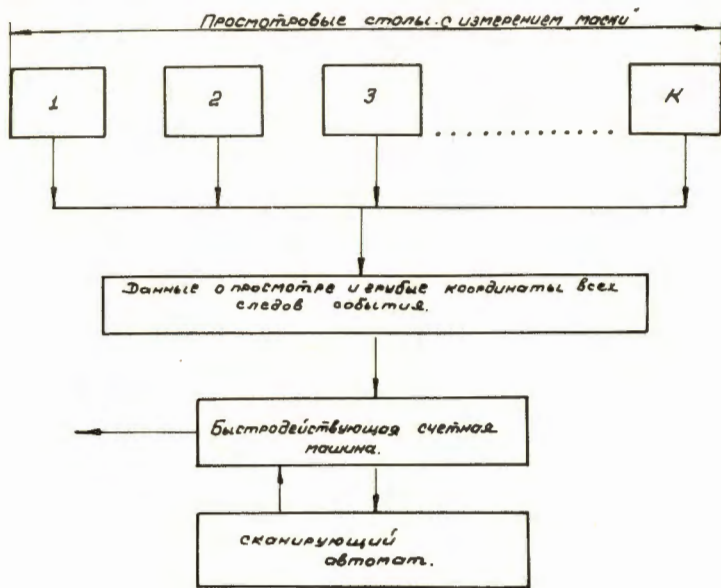 Просмотровые столы с измерением маски
1 2 3 ............. К
Данные о просмотре и грубые координаты всех
следов события.
Быстродействующая счетная
машина.
сканирующий
автомат.